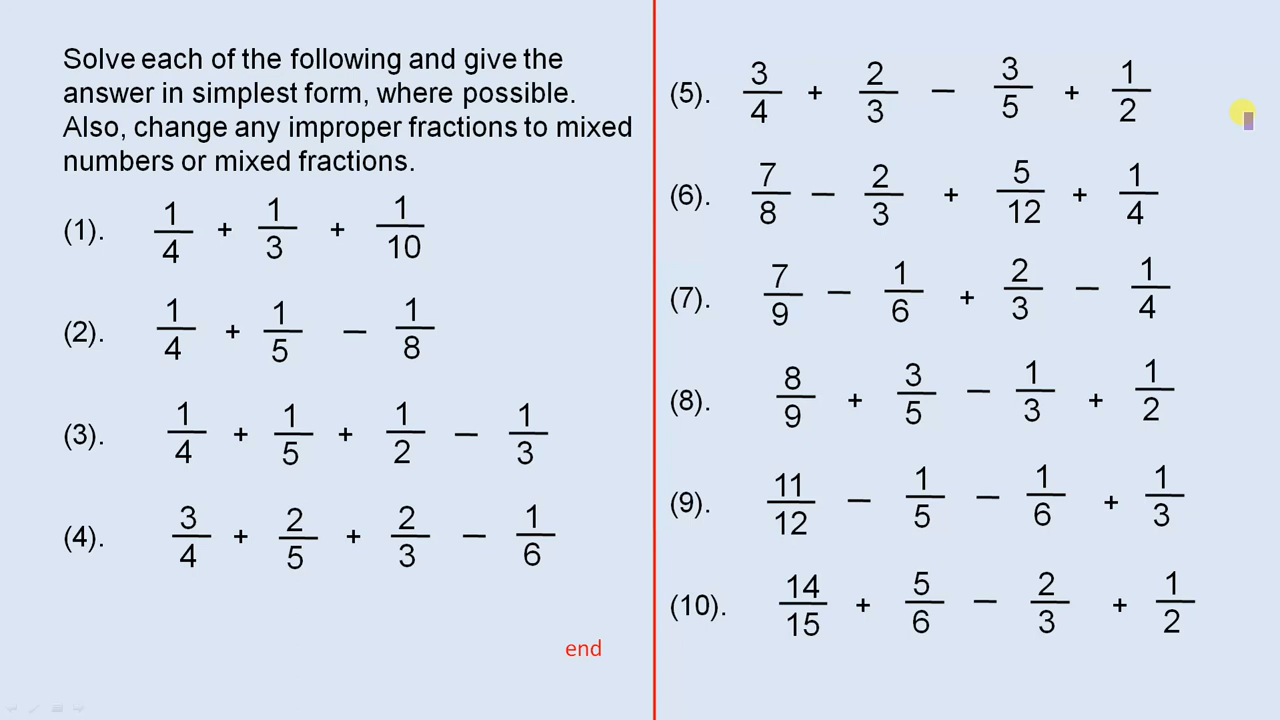 Solve each of the following and give the
answer in simplest form, where possible.
Also, change any improper fractions to mixed
numbers or mixed fractions.
(1). 1/4 + 1/3 + 1/10
(2). 1/4 + 1/5 − 1/8
(3). 1/4 + 1/5 + 1/2 − 1/3
(4). 3/4 + 2/5 + 2/3 − 1/6
end
(5). 3/4 + 2/3 − 3/5 + 1/2
(6). 7/8 − 2/3 + 5/12 + 1/4
(7). 7/9 − 1/6 + 2/3 − 1/4
(8). 8/9 + 3/5 − 1/3 + 1/2
(9). 11/12 − 1/5 − 1/6 + 1/3
(10). 14/15 + 5/6 − 2/3 + 1/2